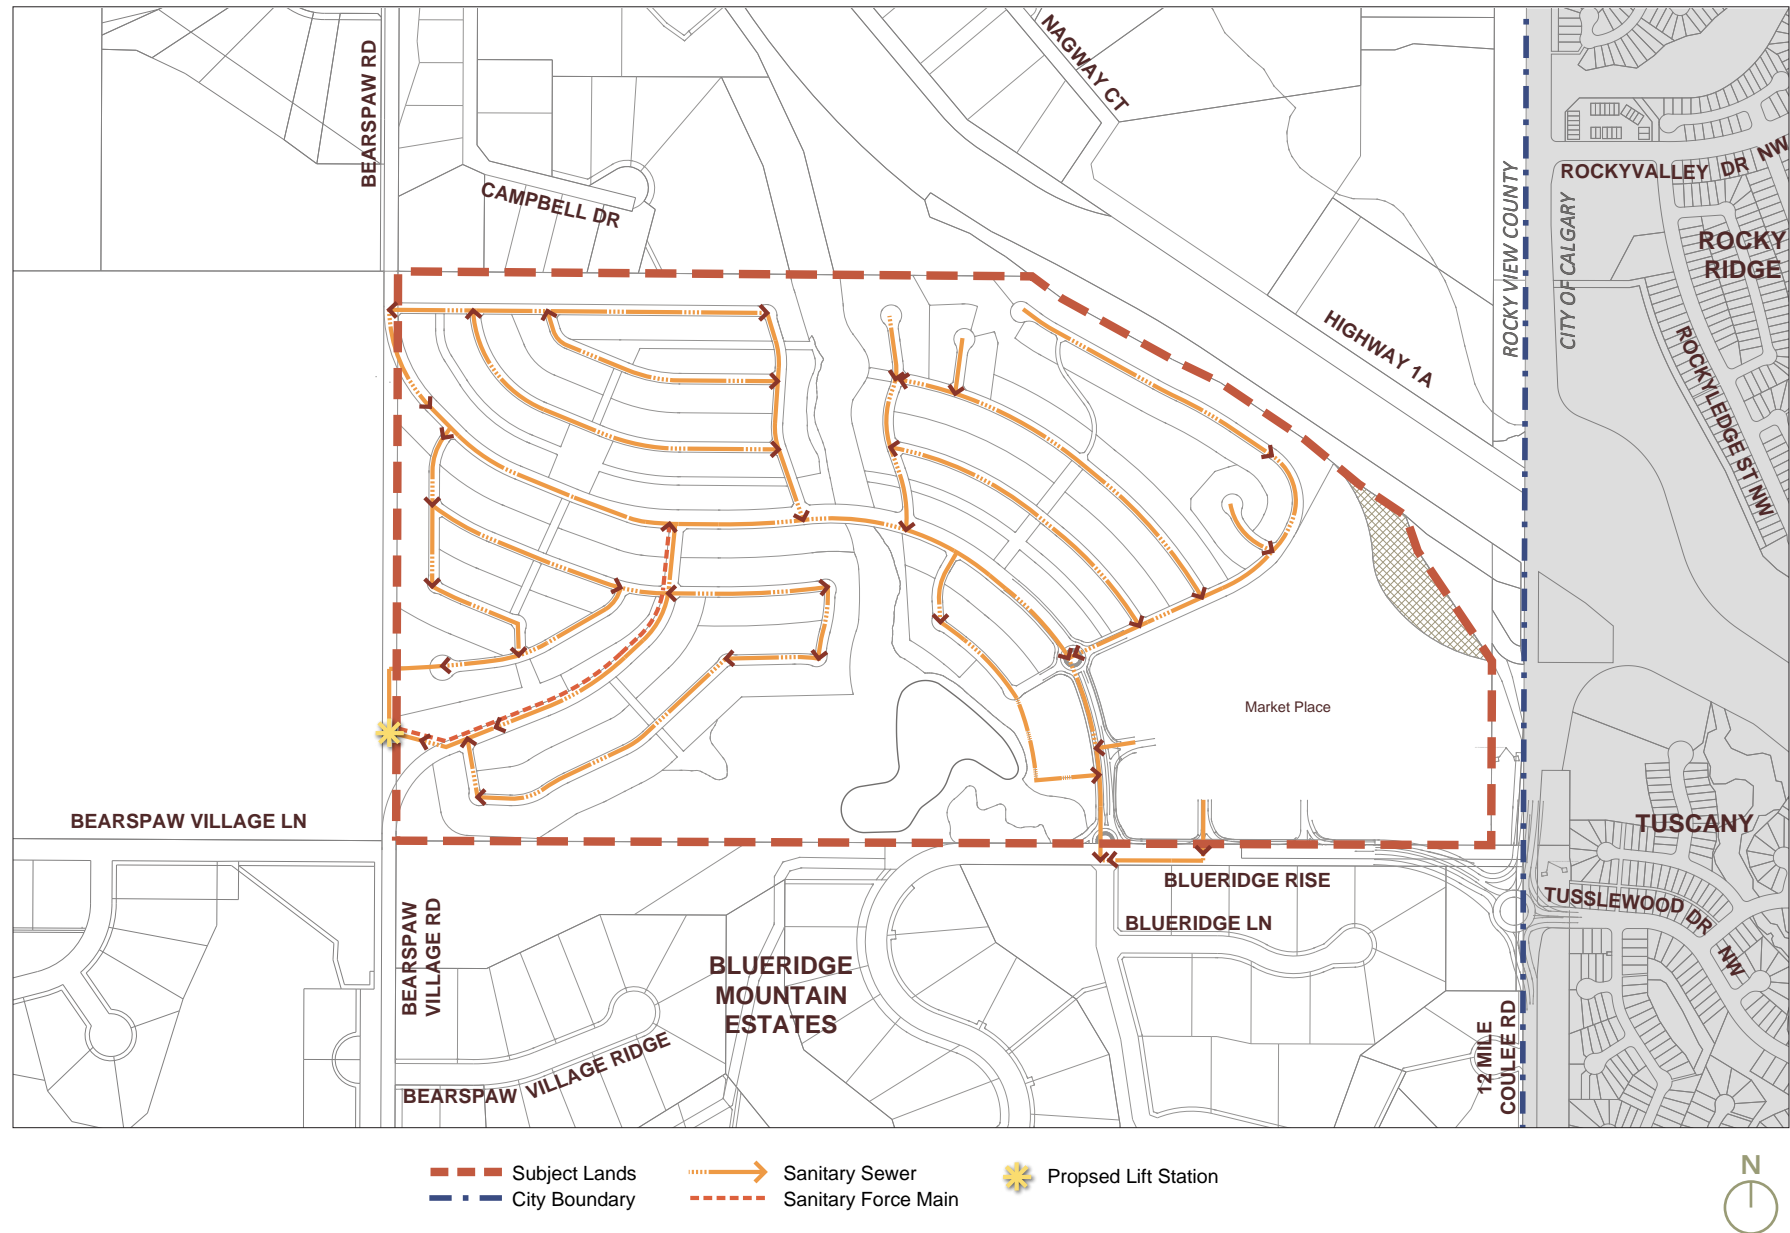 BEARSPAW RD
NAGWAY CT
CAMPBELL DR
ROCKYVALLEY DR NW
ROCKY VIEW COUNTY
CITY OF CALGARY
ROCKY
RIDGE
HIGHWAY 1A
ROCKYLEDGE ST NW
Market Place
BEARSPAW VILLAGE LN
TUSCANY
BLUERIDGE RISE
TUSSLEWOOD DR NW
BLUERIDGE LN
BEARSPAW
VILLAGE RD
BLUERIDGE
MOUNTAIN
ESTATES
12 MILE
COULEE RD
BEARSPAW VILLAGE RIDGE
Subject Lands
City Boundary
Sanitary Sewer
Sanitary Force Main
Propsed Lift Station
N